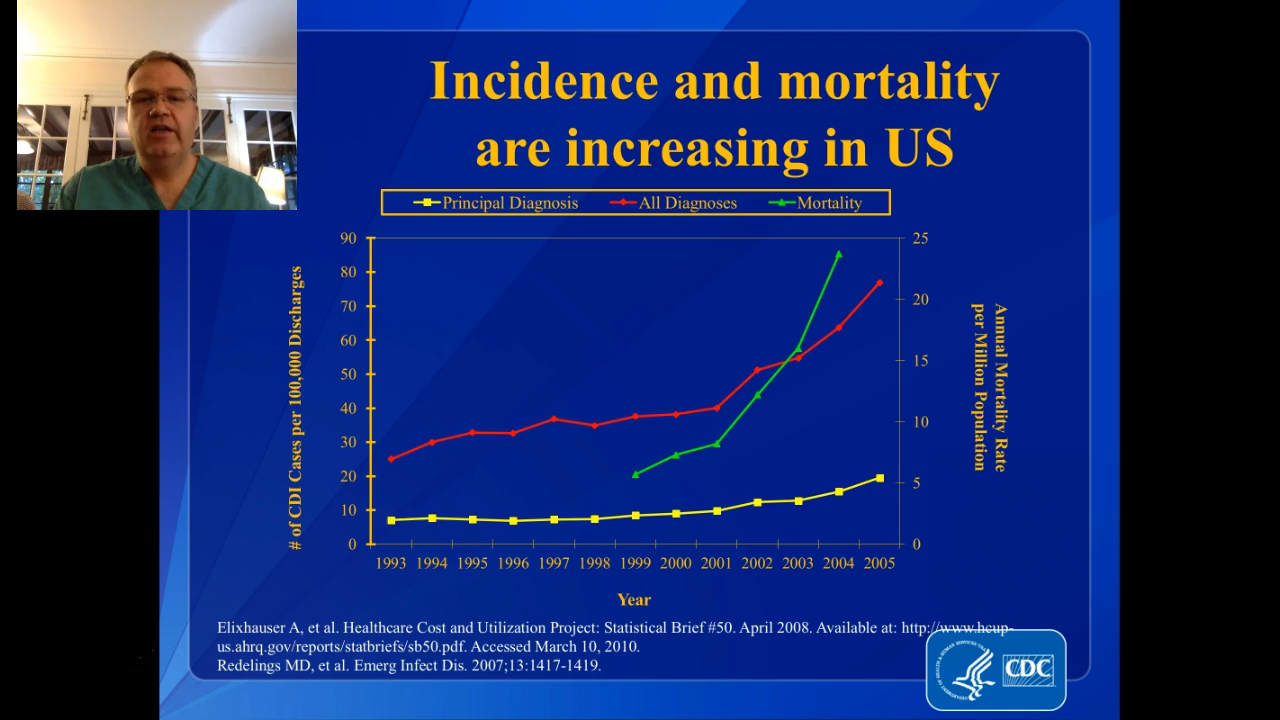 Incidence and mortality
are increasing in US
Principal Diagnosis All Diagnoses Mortality
# of CDI Cases per 100,000 Discharges
90
80
70
60
50
40
30
20
10
0
25
20
15
10
5
0
Annual Mortality Rate
per Million Population
1993 1994 1995 1996 1997 1998 1999 2000 2001 2002 2003 2004 2005
Year
Elixhauser A, et al. Healthcare Cost and Utilization Project: Statistical Brief #50. April 2008. Available at: http://www.hcup-
us.ahrq.gov/reports/statbriefs/sb50.pdf. Accessed March 10, 2010.
Redelings MD, et al. Emerg Infect Dis. 2007;13:1417-1419.
CDC